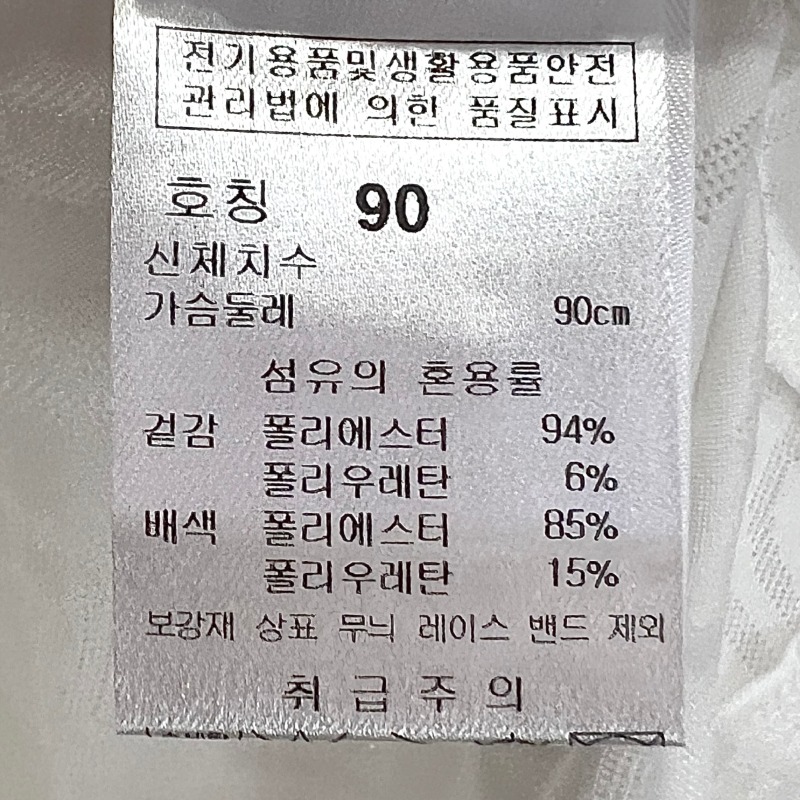 전기용품및생활용품안전
관리법에 의한 품질표시
호칭 90
신체치수
가슴둘레 90cm
섬유의 혼용률
겉감 폴리에스터 94%
폴리우레탄 6%
배색 폴리에스터 85%
폴리우레탄 15%
보강재 상표 무늬 레이스 밴드 제외
취급주의